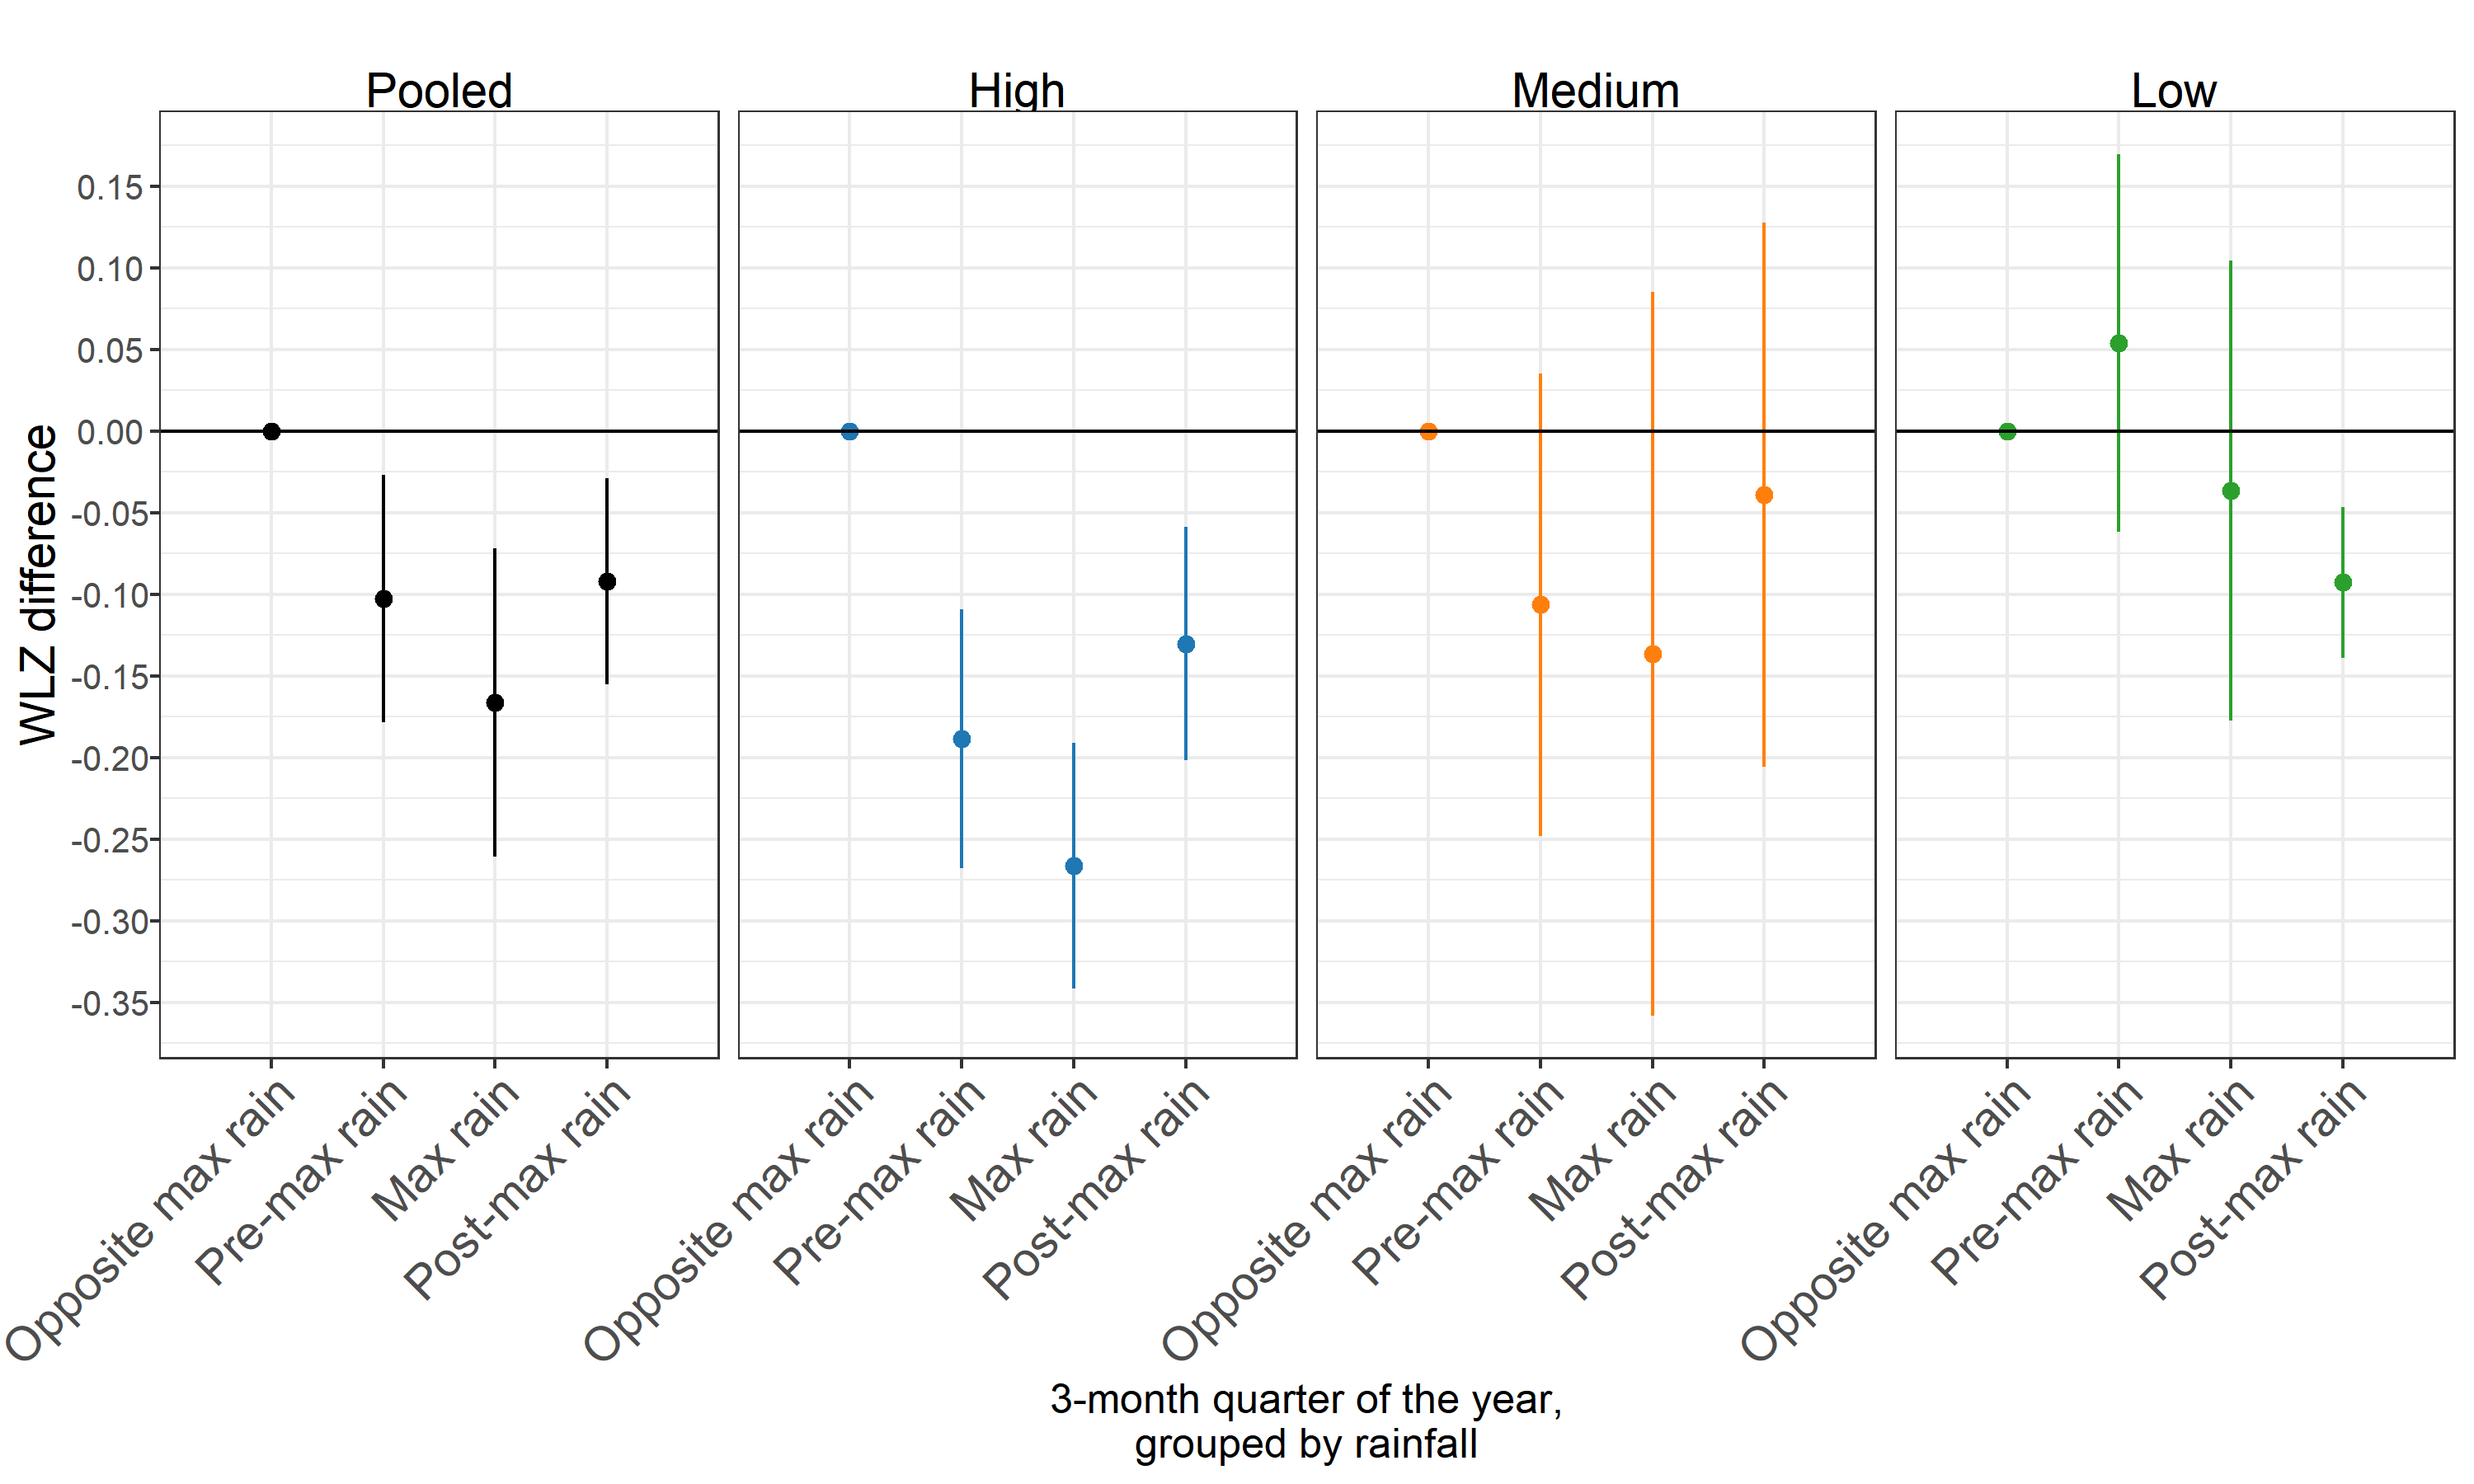 Pooled
High
Medium
Low
WLZ difference
0.15
0.10
0.05
0.00
-0.05
-0.10
-0.15
-0.20
-0.25
-0.30
-0.35
Opposite max rain
Pre-max rain
Max rain
Post-max rain
Opposite max rain
Pre-max rain
Max rain
Post-max rain
Opposite max rain
Pre-max rain
Max rain
Post-max rain
Opposite max rain
Pre-max rain
Max rain
Post-max rain
3-month quarter of the year,
grouped by rainfall